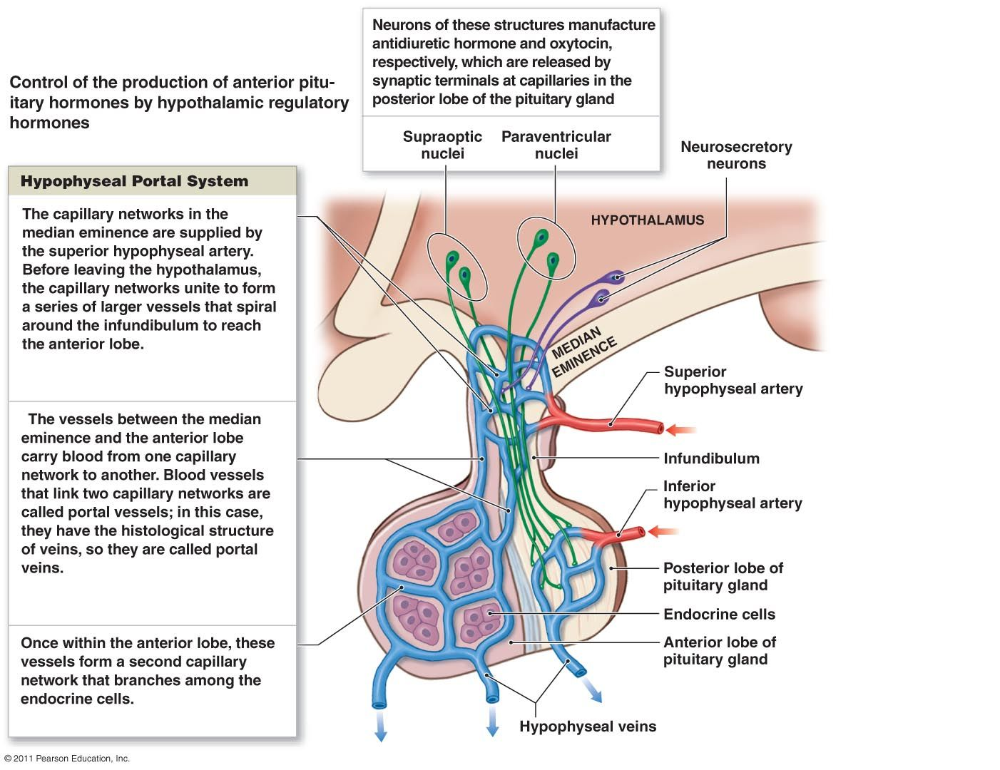 Neurons of these structures manufacture
antidiuretic hormone and oxytocin,
respectively, which are released by
synaptic terminals at capillaries in the
posterior lobe of the pituitary gland
Control of the production of anterior pitu-
itary hormones by hypothalamic regulatory
hormones
Supraoptic
nuclei
Paraventricular
nuclei
Neurosecretory
neurons
Hypophyseal Portal System
The capillary networks in the
median eminence are supplied by
the superior hypophyseal artery.
Before leaving the hypothalamus,
the capillary networks unite to form
a series of larger vessels that spiral
around the infundibulum to reach
the anterior lobe.
HYPOTHALAMUS
MEDIAN
EMINENCE
Superior
hypophyseal artery
The vessels between the median
eminence and the anterior lobe
carry blood from one capillary
network to another. Blood vessels
that link two capillary networks are
called portal vessels; in this case,
they have the histological structure
of veins, so they are called portal
veins.
Infundibulum
Inferior
hypophyseal artery
Posterior lobe of
pituitary gland
Endocrine cells
Anterior lobe of
pituitary gland
Once within the anterior lobe, these
vessels form a second capillary
network that branches among the
endocrine cells.
Hypophyseal veins
© 2011 Pearson Education, Inc.